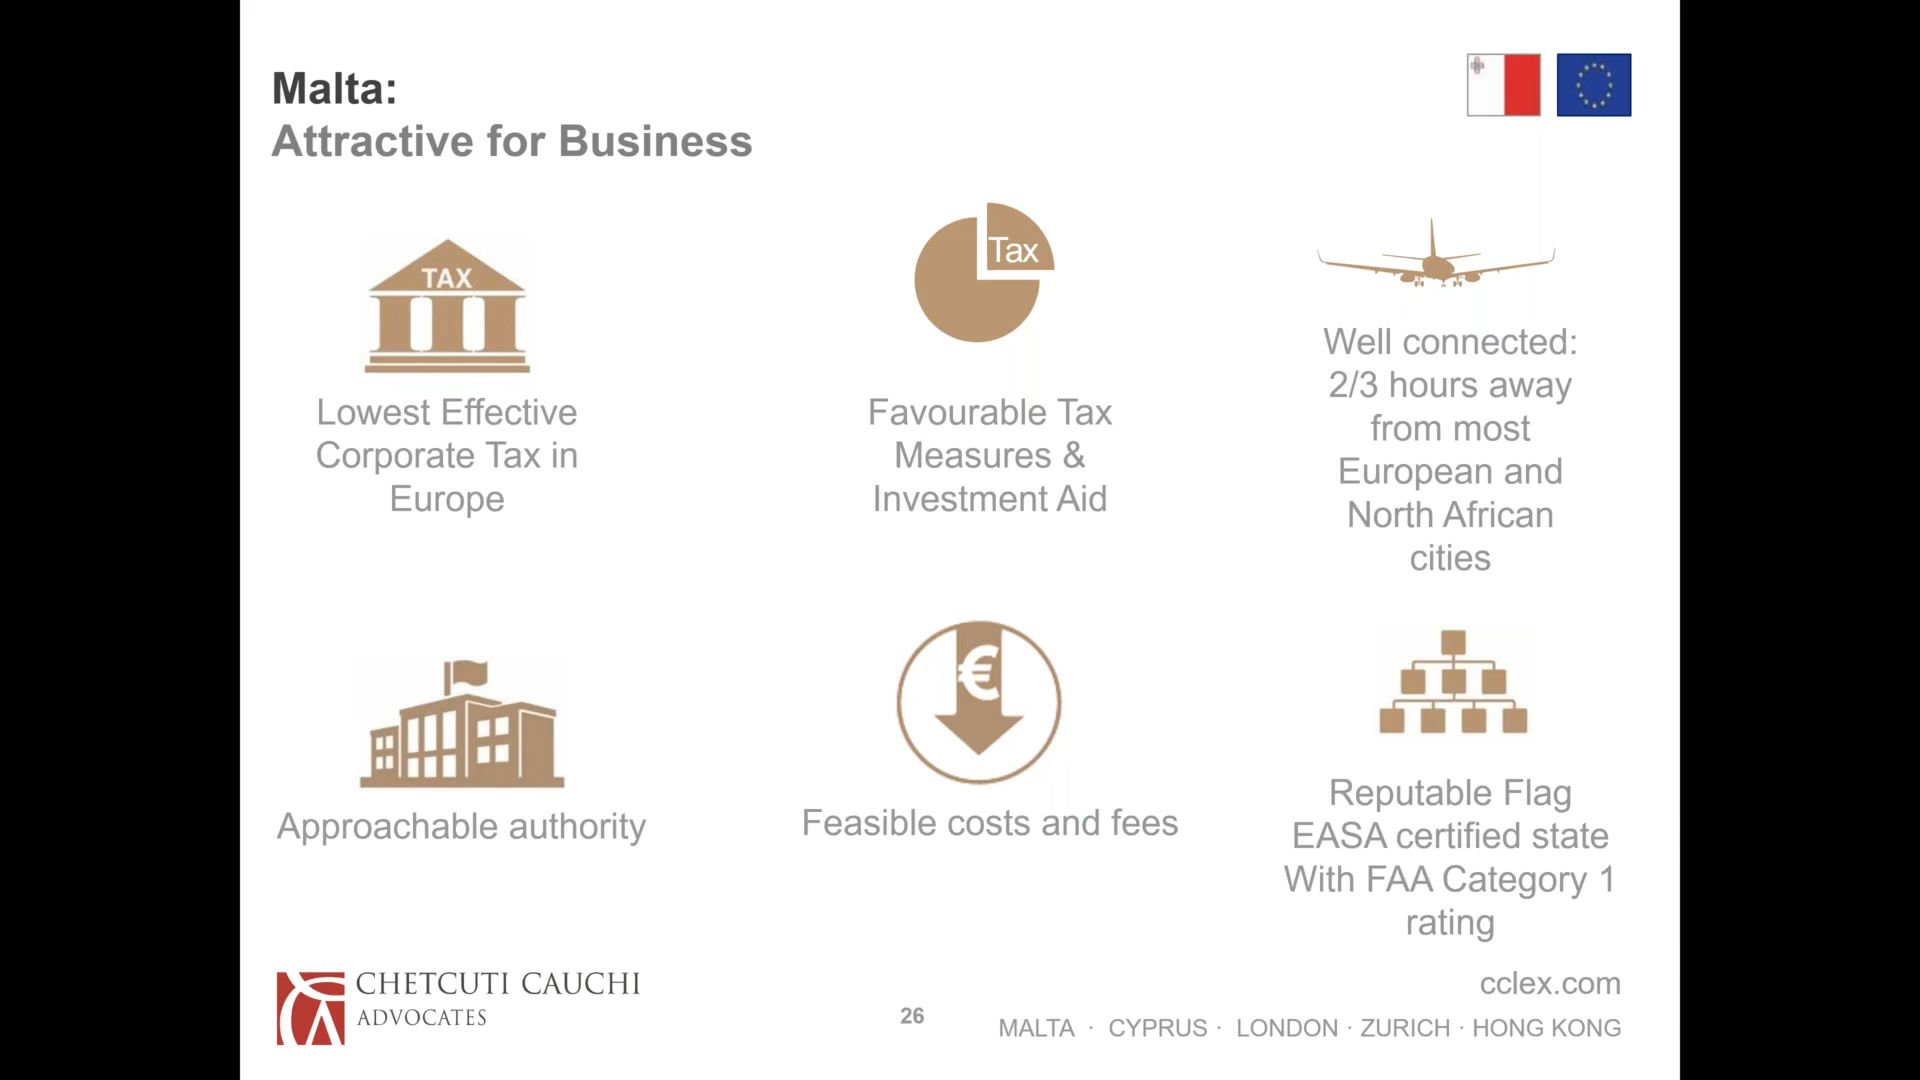 Malta:
Attractive for Business
TAX
Lowest Effective
Corporate Tax in
Europe
Tax
Favourable Tax
Measures &
Investment Aid
Well connected:
2/3 hours away
from most
European and
North African
cities
Approachable authority
€
Feasible costs and fees
Reputable Flag
EASA certified state
With FAA Category 1
rating
CHETCUTI CAUCHI
ADVOCATES
26
cclex.com
MALTA · CYPRUS · LONDON · ZURICH · HONG KONG